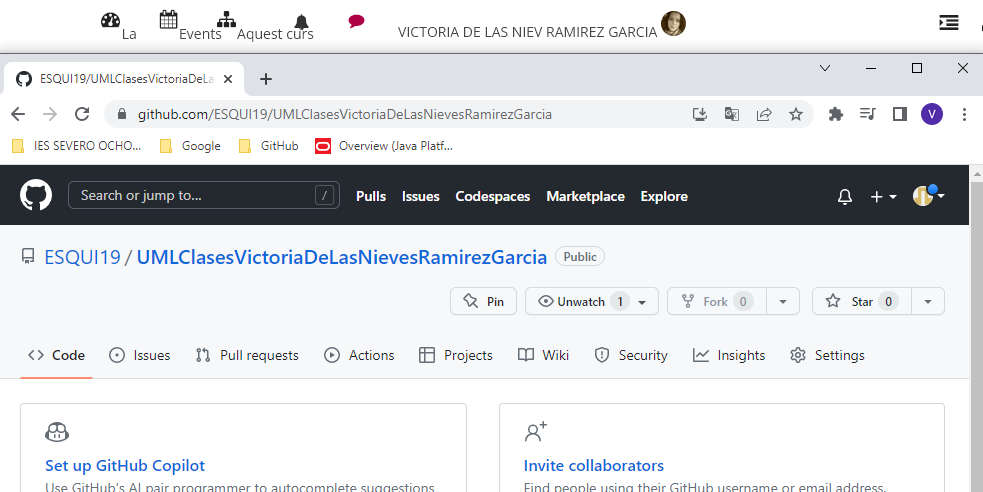 La Events Aquest curs VICTORIA DE LAS NIEV RAMIREZ GARCIA
ESQUI19/UMLClasesVictoriaDeLa
github.com/ESQUI19/UMLClasesVictoriaDeLasNievesRamirezGarcia V
IES SEVERO OCHO... Google GitHub Overview (Java Platf...
Search or jump to... / Pulls Issues Codespaces Marketplace Explore
ESQUI19 / UMLClasesVictoriaDeLasNievesRamirezGarcia Public
Pin Unwatch 1 Fork 0 Star 0
Code Issues Pull requests Actions Projects Wiki Security Insights Settings
Set up GitHub Copilot
Use GitHub's AI pair programmer to autocomplete suggestions
Invite collaborators
Find people using their GitHub username or email address.